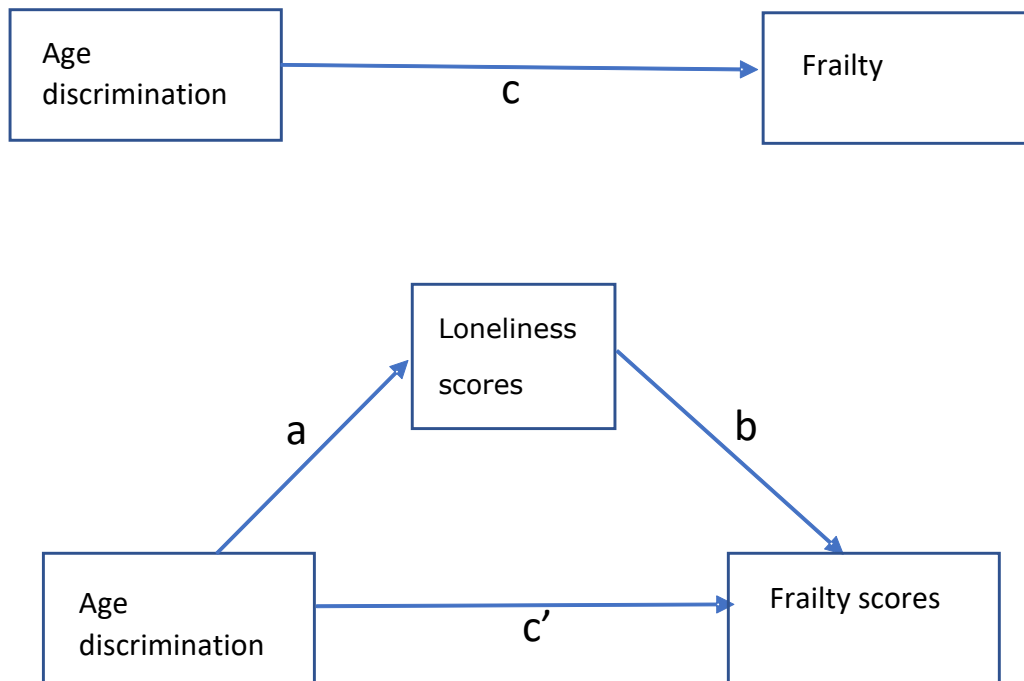 Age
discrimination
c
Frailty
Loneliness
scores
a
b
Age
discrimination
c’
Frailty scores